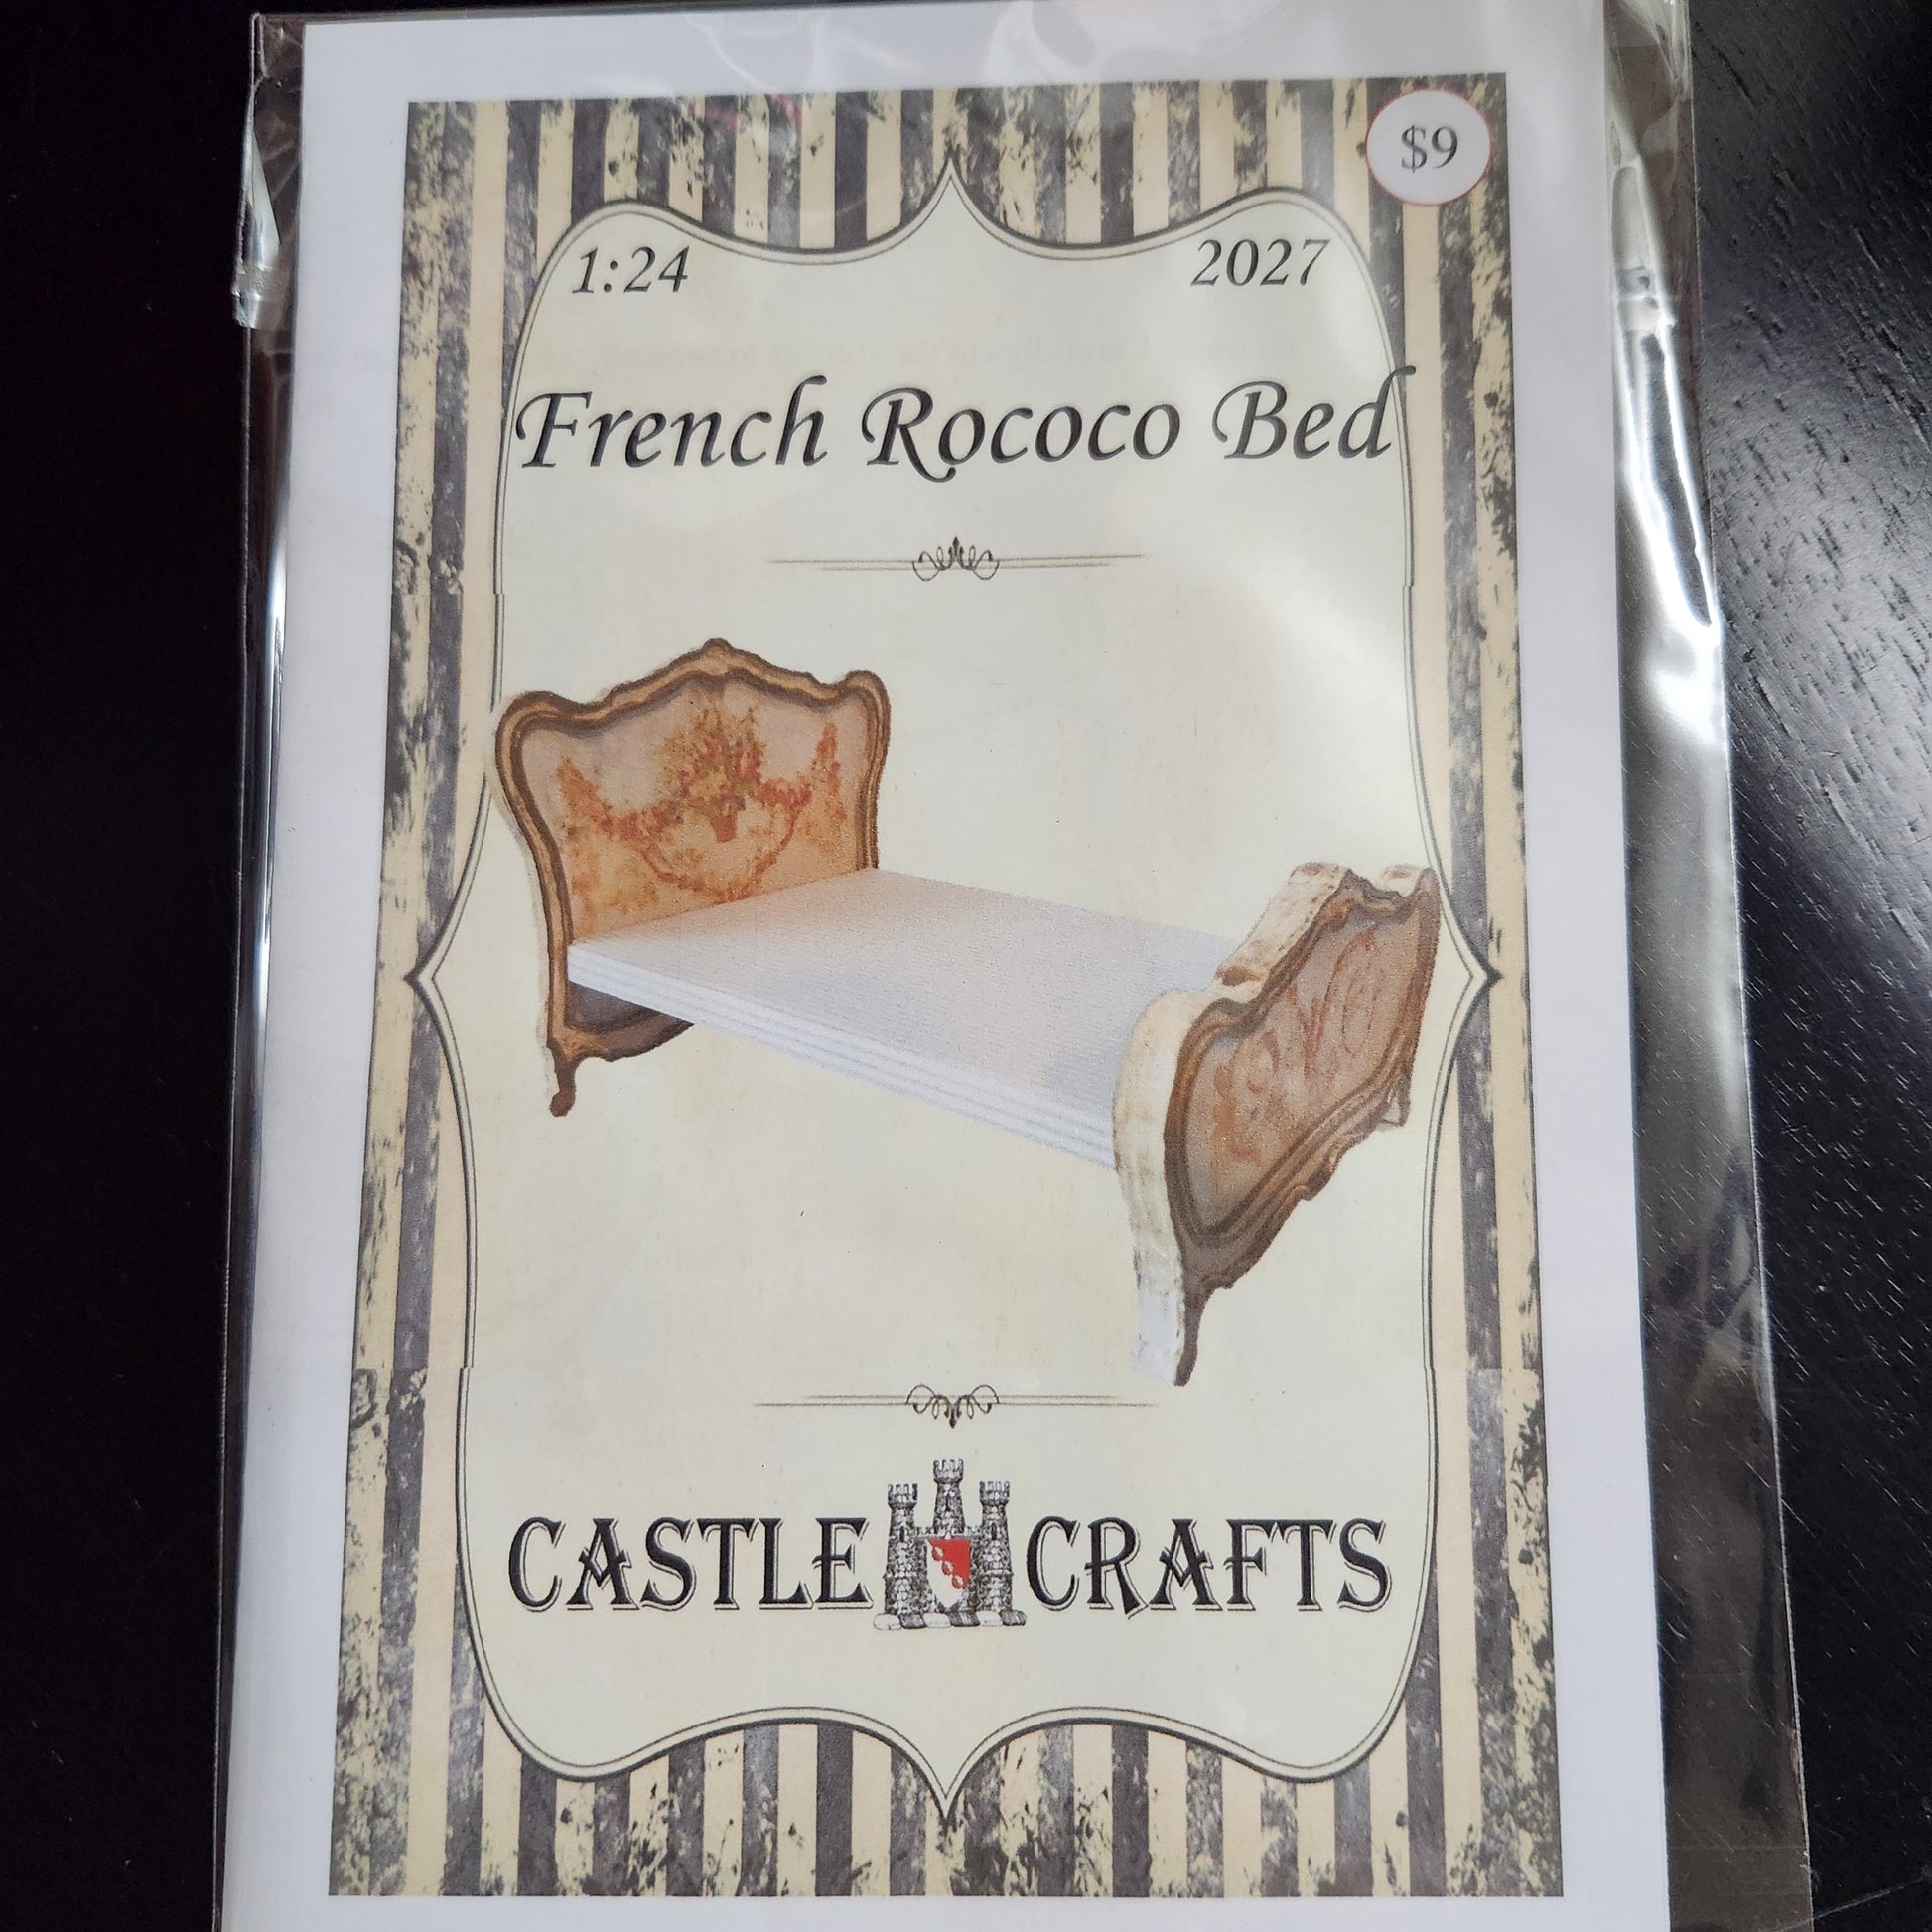 $9
1:24 2027
French Rococo Bed
CASTLE CRAFTS